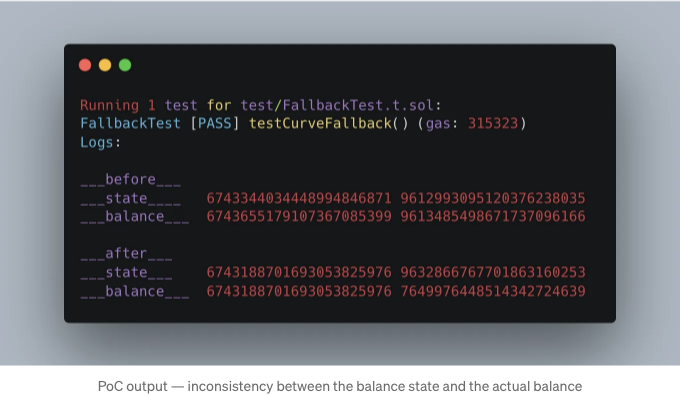 Running 1 test for test/FallbackTest.t.sol:
FallbackTest [PASS] testCurveFallback() (gas: 315323)
Logs:
___before___
___state____ 6743344034448994846871 9612993095120376238035
___balance___ 6743655179107367085399 9613485498671737096166
___after___
___state___ 6743188701693053825976 9632866767701863160253
___balance___ 6743188701693053825976 7649976448514342724639
PoC output — inconsistency between the balance state and the actual balance